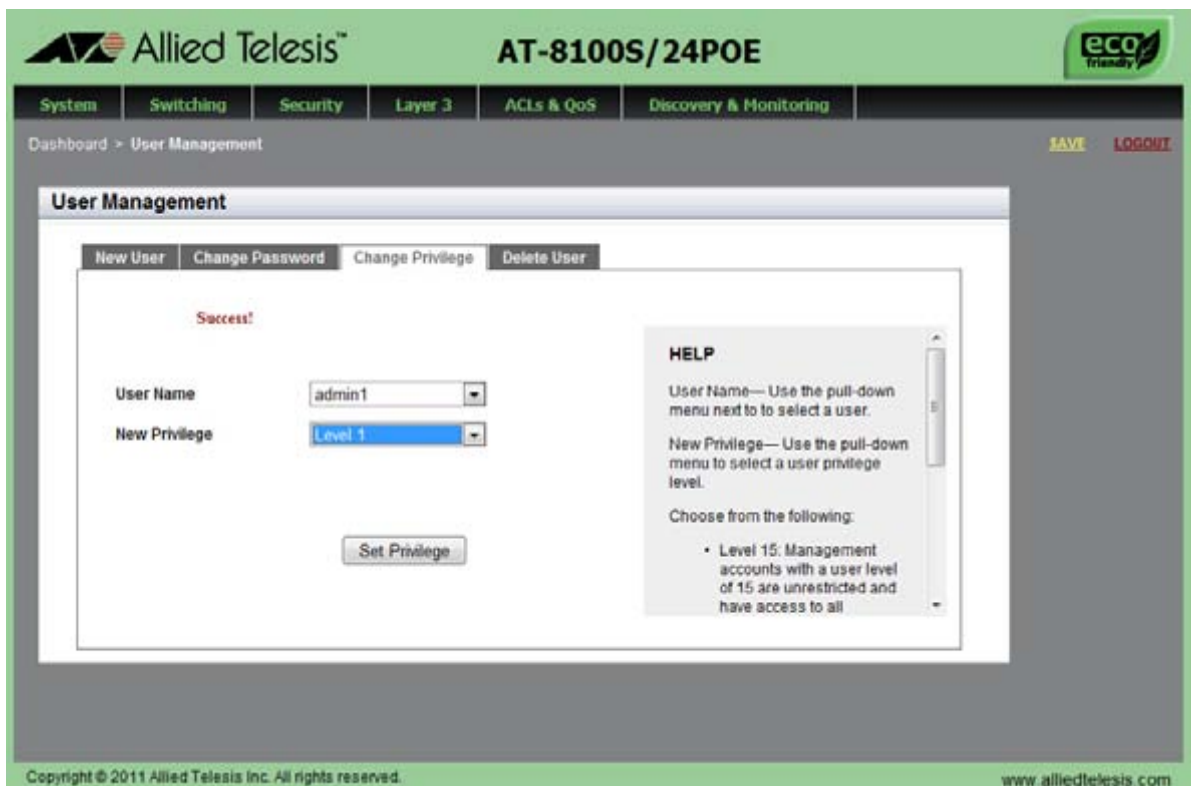 Allied Telesis™
AT-8100S/24POE
eco
friendly
System Switching Security Layer 3 ACLs & QoS Discovery & Monitoring
Dashboard > User Management
SAVE LOGOUT
User Management
New User Change Password Change Privilege Delete User
Success!
User Name admin1
New Privilege Level 1
Set Privilege
HELP
User Name— Use the pull-down
menu next to to select a user.
New Privilege— Use the pull-down
menu to select a user privilege
level.
Choose from the following:
• Level 15: Management
accounts with a user level
of 15 are unrestricted and
have access to all
Copyright © 2011 Allied Telesis Inc. All rights reserved.
www.alliedtelesis.com